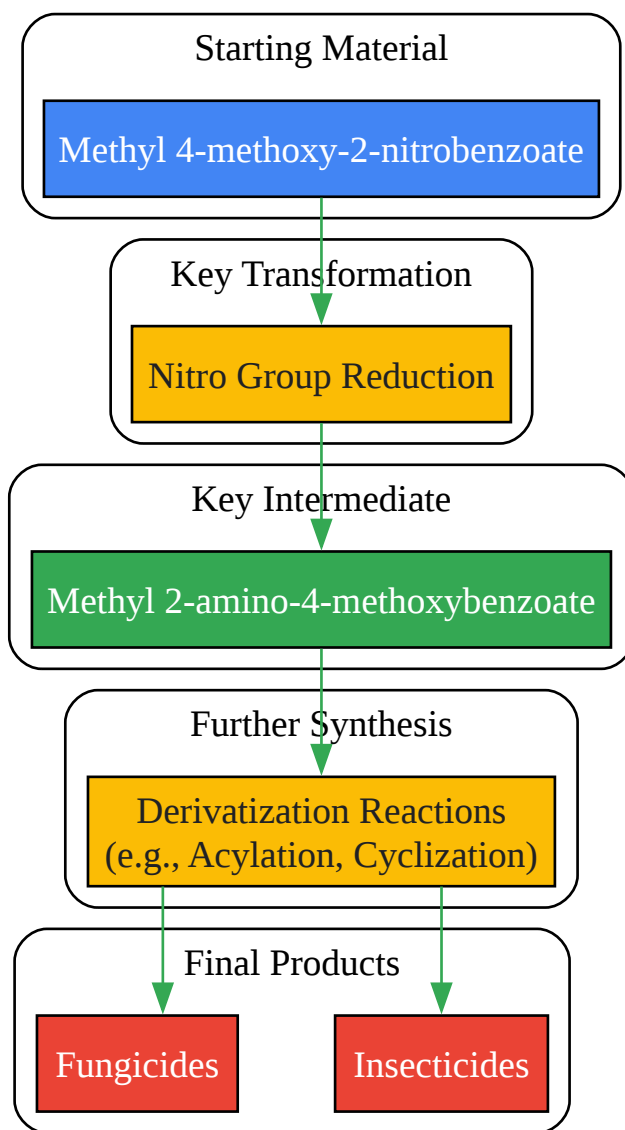 Starting Material
Methyl 4-methoxy-2-nitrobenzoate
Key Transformation
Nitro Group Reduction
Key Intermediate
Methyl 2-amino-4-methoxybenzoate
Further Synthesis
Derivatization Reactions
(e.g., Acylation, Cyclization)
Final Products
Fungicides
Insecticides